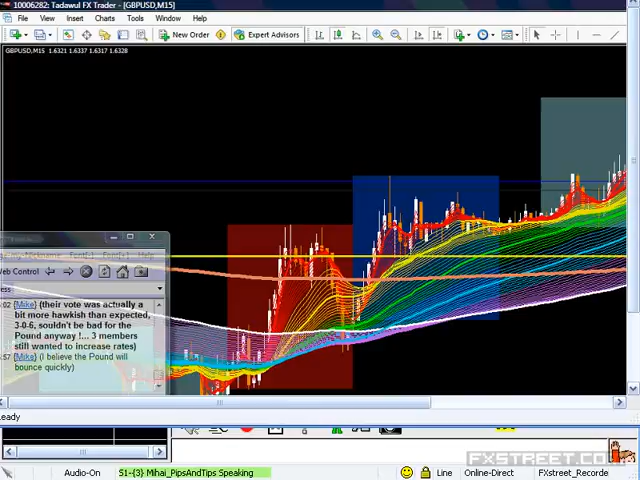 10006282: Tadawul FX Trader - [GBPUSD,M15]
File View Insert Charts Tools Window Help
New Order Expert Advisors
GBPUSD,M15 1.6321 1.6337 1.6317 1.6328
Web Control
:02 {Mike} (their vote was actually a
bit more hawkish than expected,
3-0-6, souldn't be bad for the
Pound anyway !... 3 members
still wanted to increase rates)
:57 {Mike} (I believe the Pound will
bounce quickly)
eady
FXSTREET.COM
Audio-On S1-{3} Mihai_PipsAndTips Speaking Line Online-Direct FXstreet_Recorde